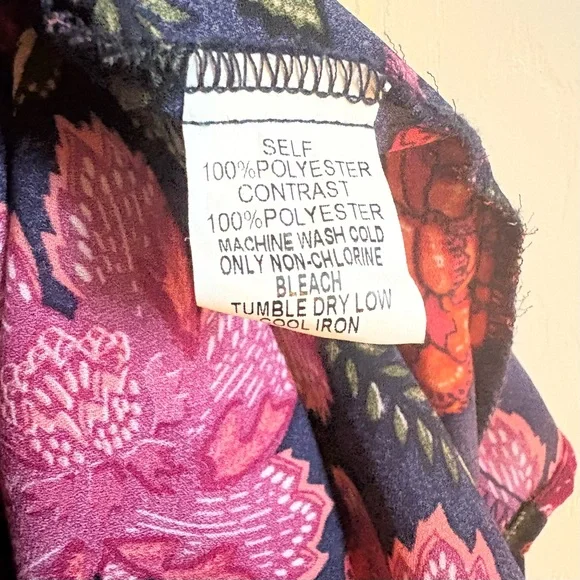 SELF
100%POLYESTER
CONTRAST
100%POLYESTER
MACHINE WASH COLD
ONLY NON-CHLORINE
BLEACH
TUMBLE DRY LOW
COOL IRON